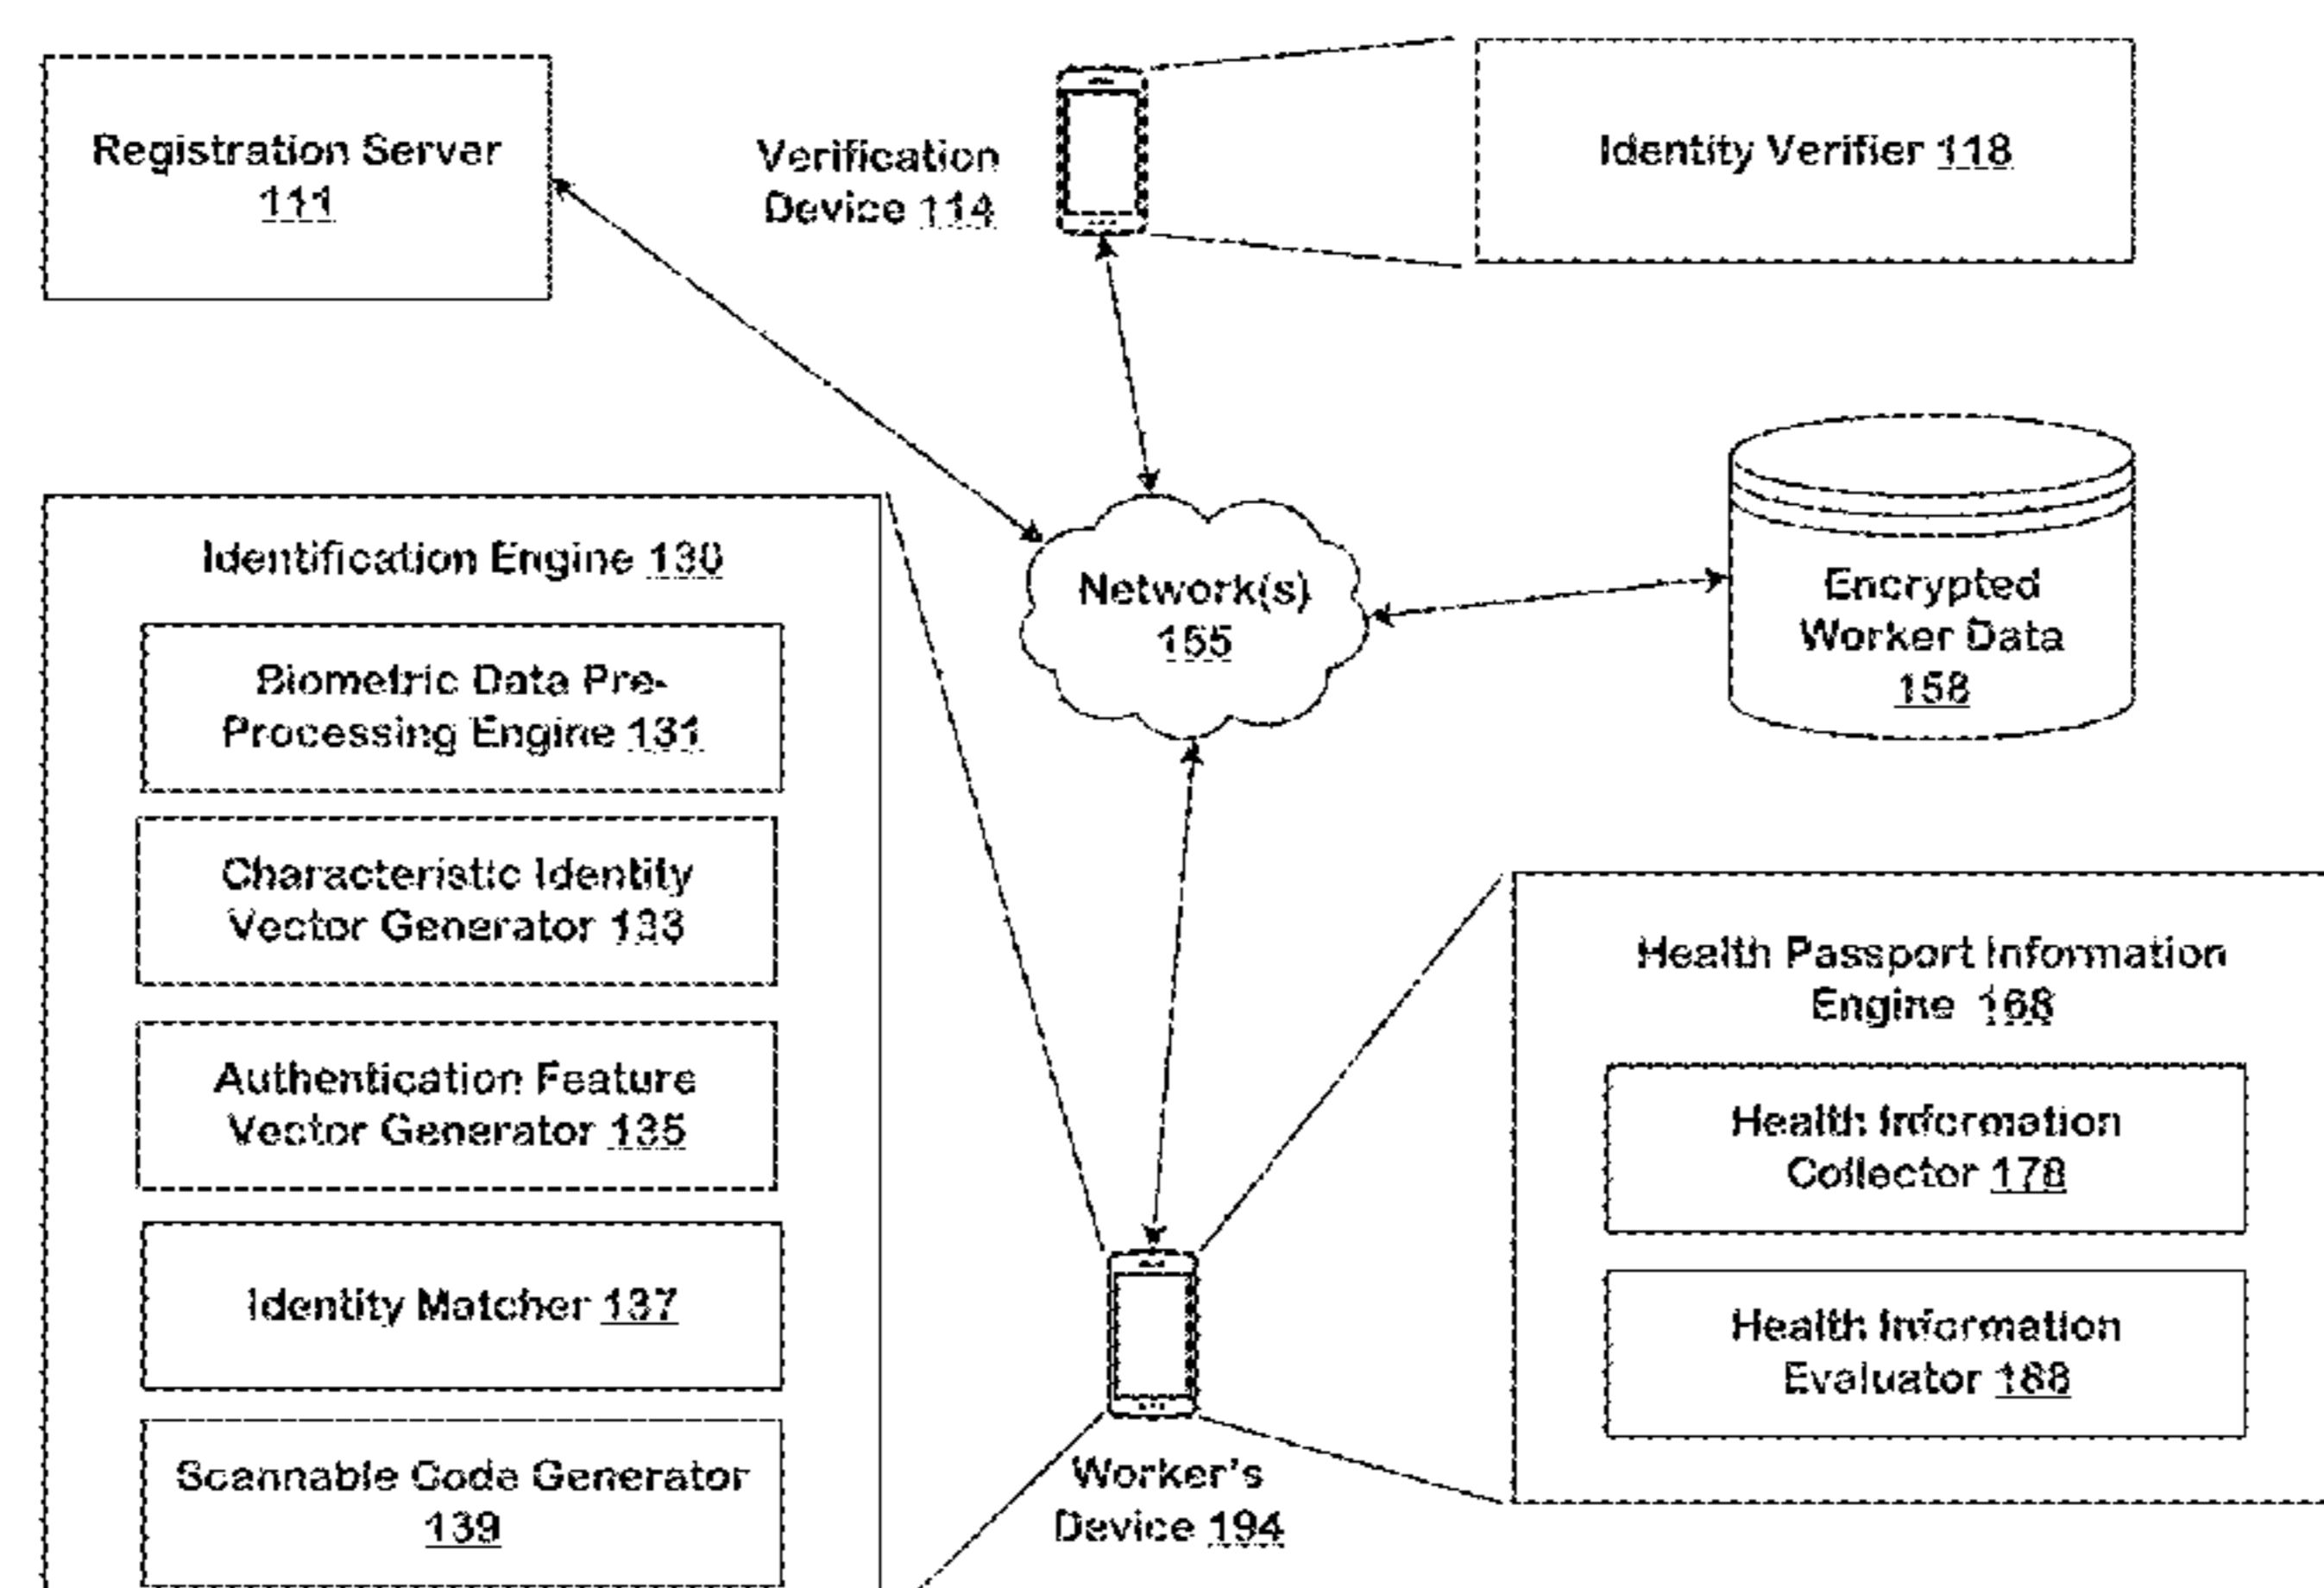 Registration Server
111
Verification
Device 114
Identity Verifier 118
Identification Engine 130
Biometric Data Pre-
Processing Engine 131
Characteristic Identity
Vector Generator 133
Authentication Feature
Vector Generator 135
Identity Matcher 137
Scannable Code Generator
139
Network(s)
155
Encrypted
Worker Data
158
Health Passport Information
Engine 168
Health Information
Collector 178
Health Information
Evaluator 188
Worker's
Device 194